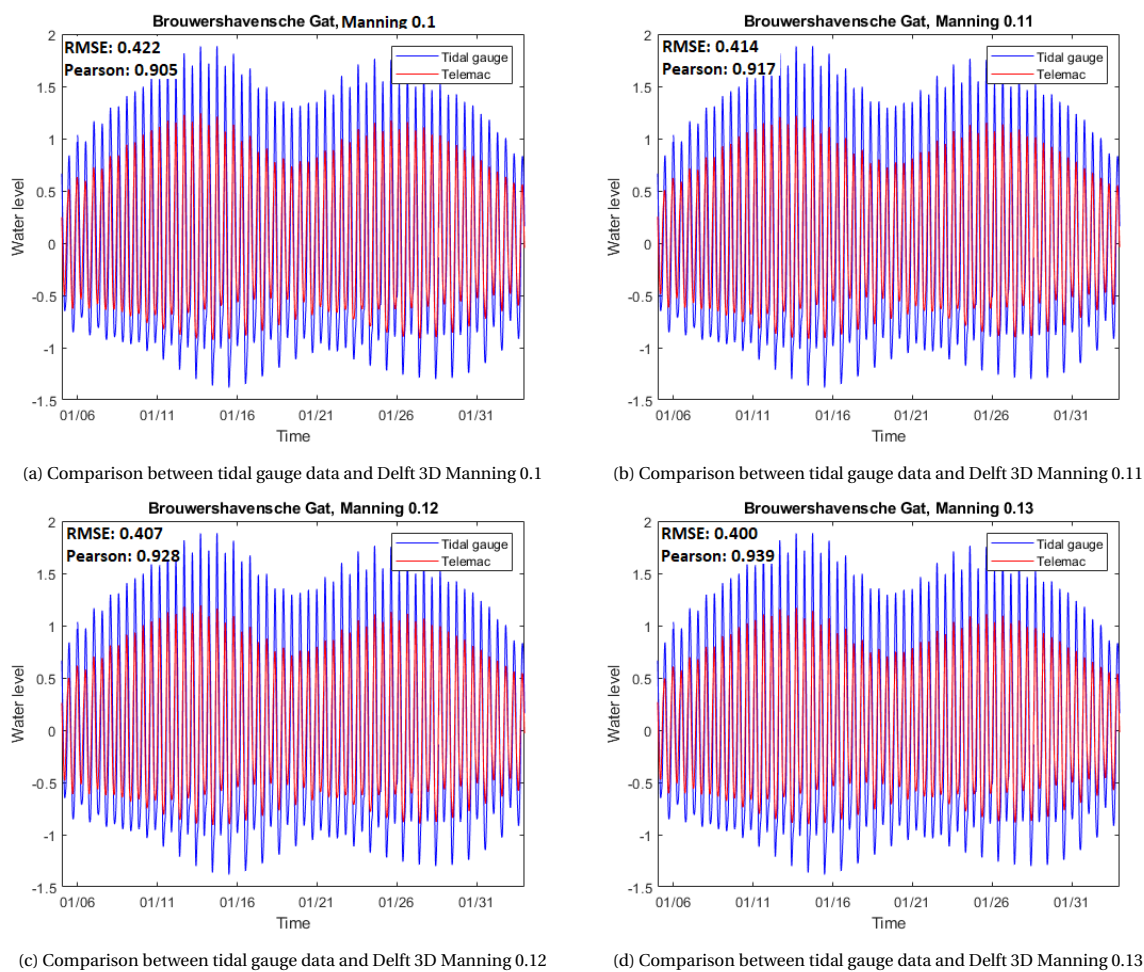 Brouwershavensche Gat, Manning 0.1
RMSE: 0.422
Pearson: 0.905
Tidal gauge
Telemac
2
1.5
1
0.5
0
-0.5
-1
-1.5
Water level
01/06 01/11 01/16 01/21 01/26 01/31
Time
(a) Comparison between tidal gauge data and Delft 3D Manning 0.1
Brouwershavensche Gat, Manning 0.11
RMSE: 0.414
Pearson: 0.917
Tidal gauge
Telemac
2
1.5
1
0.5
0
-0.5
-1
-1.5
Water level
01/06 01/11 01/16 01/21 01/26 01/31
Time
(b) Comparison between tidal gauge data and Delft 3D Manning 0.11
Brouwershavensche Gat, Manning 0.12
RMSE: 0.407
Pearson: 0.928
Tidal gauge
Telemac
2
1.5
1
0.5
0
-0.5
-1
-1.5
Water level
01/06 01/11 01/16 01/21 01/26 01/31
Time
(c) Comparison between tidal gauge data and Delft 3D Manning 0.12
Brouwershavensche Gat, Manning 0.13
RMSE: 0.400
Pearson: 0.939
Tidal gauge
Telemac
2
1.5
1
0.5
0
-0.5
-1
-1.5
Water level
01/06 01/11 01/16 01/21 01/26 01/31
Time
(d) Comparison between tidal gauge data and Delft 3D Manning 0.13